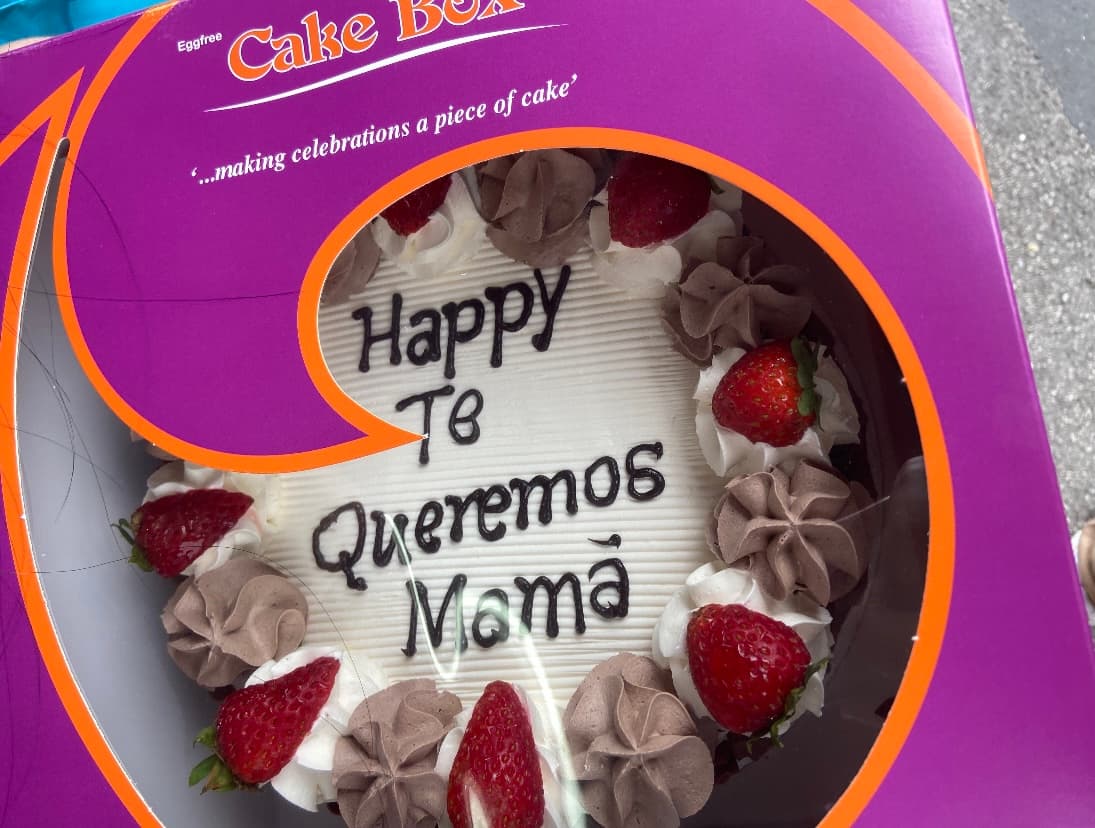 Eggfree
Cake Box
‘...making celebrations a piece of cake’
Happy
Te
Queremos
Mamá